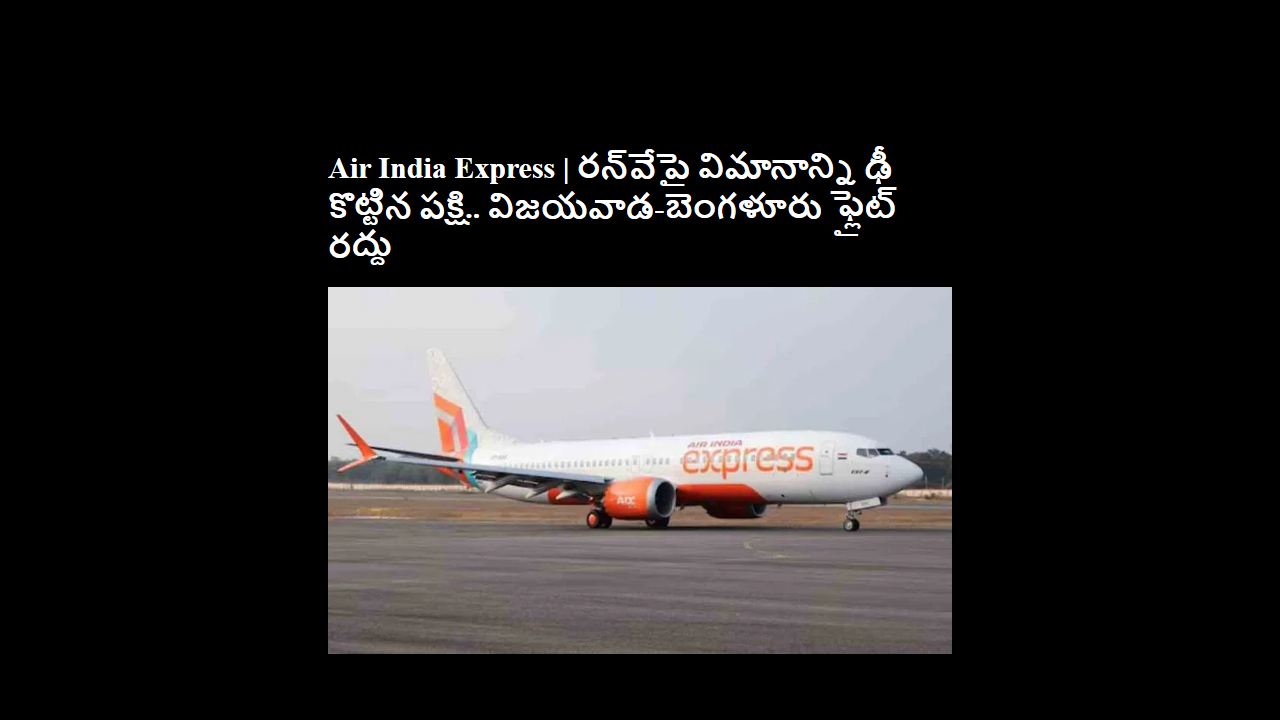 Air India Express | రన్‌వేపై విమానాన్ని ఢీ
కొట్టిన పక్షి.. విజయవాడ-బెంగళూరు ఫ్లైట్
రద్దు
AIR INDIA
express